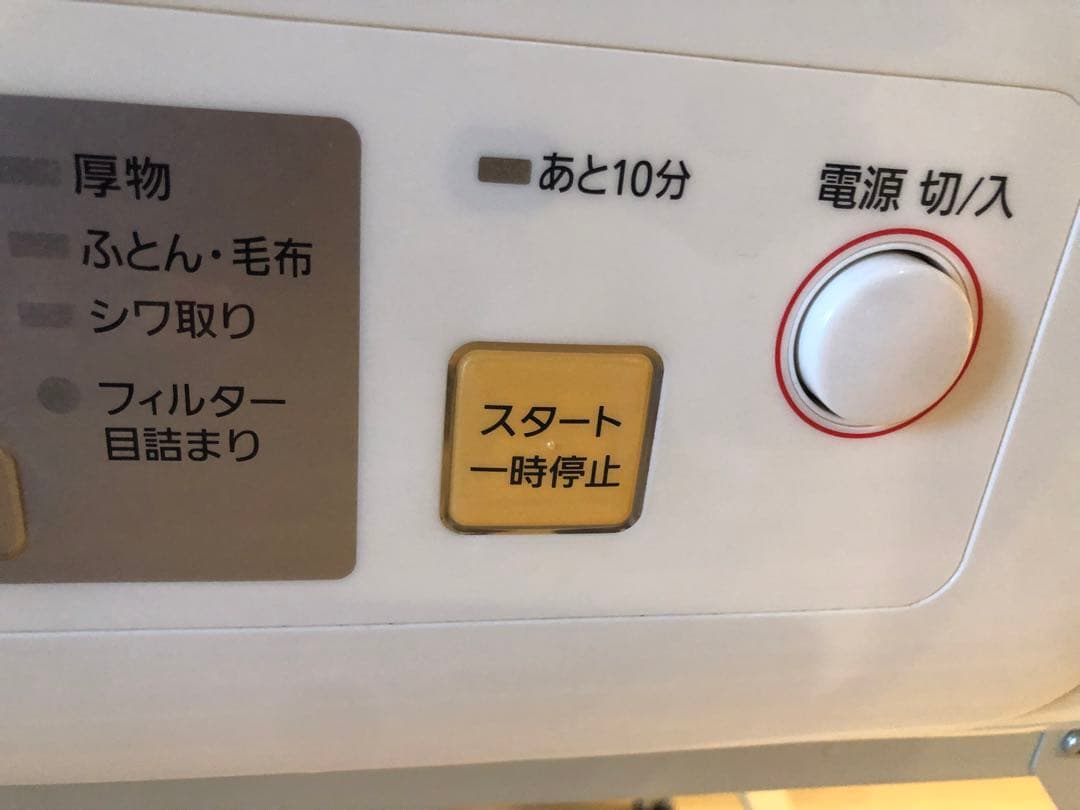 厚物
ふとん・毛布
シワ取り
フィルター
目詰まり
あと10分
スタート
一時停止
電源 切/入